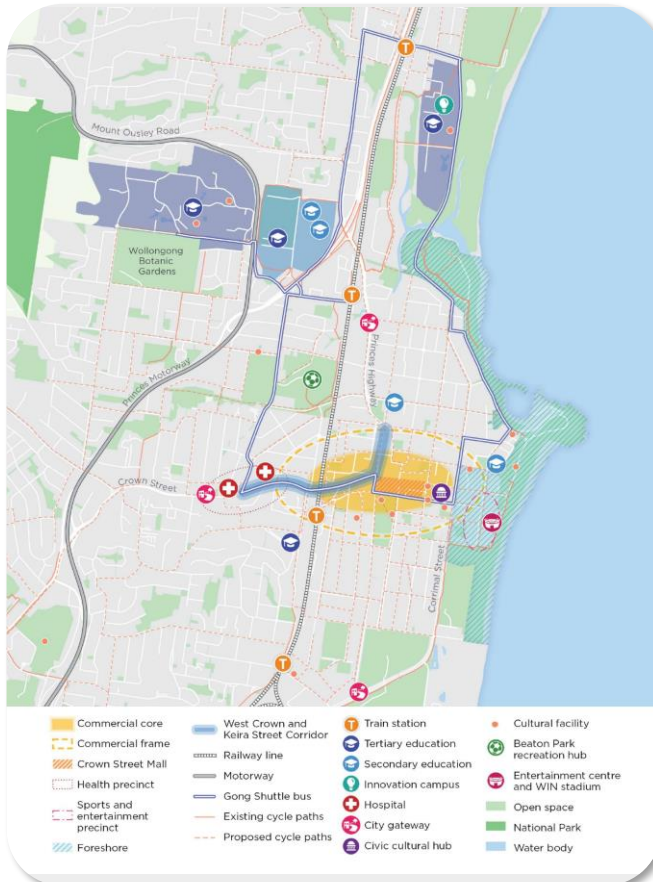 Mount Ousley Road
Wollongong
Botanic
Gardens
Princes Motorway
Princes Highway
Crown Street
Corrimal Street
T
T
T
T
Commercial core
Commercial frame
Crown Street Mall
Health precinct
Sports and
entertainment
precinct
Foreshore
West Crown and
Keira Street Corridor
Railway line
Motorway
Gong Shuttle bus
Existing cycle paths
Proposed cycle paths
T Train station
Tertiary education
Secondary education
Innovation campus
Hospital
City gateway
Civic cultural hub
Cultural facility
Beaton Park
recreation hub
Entertainment centre
and WIN stadium
Open space
National Park
Water body